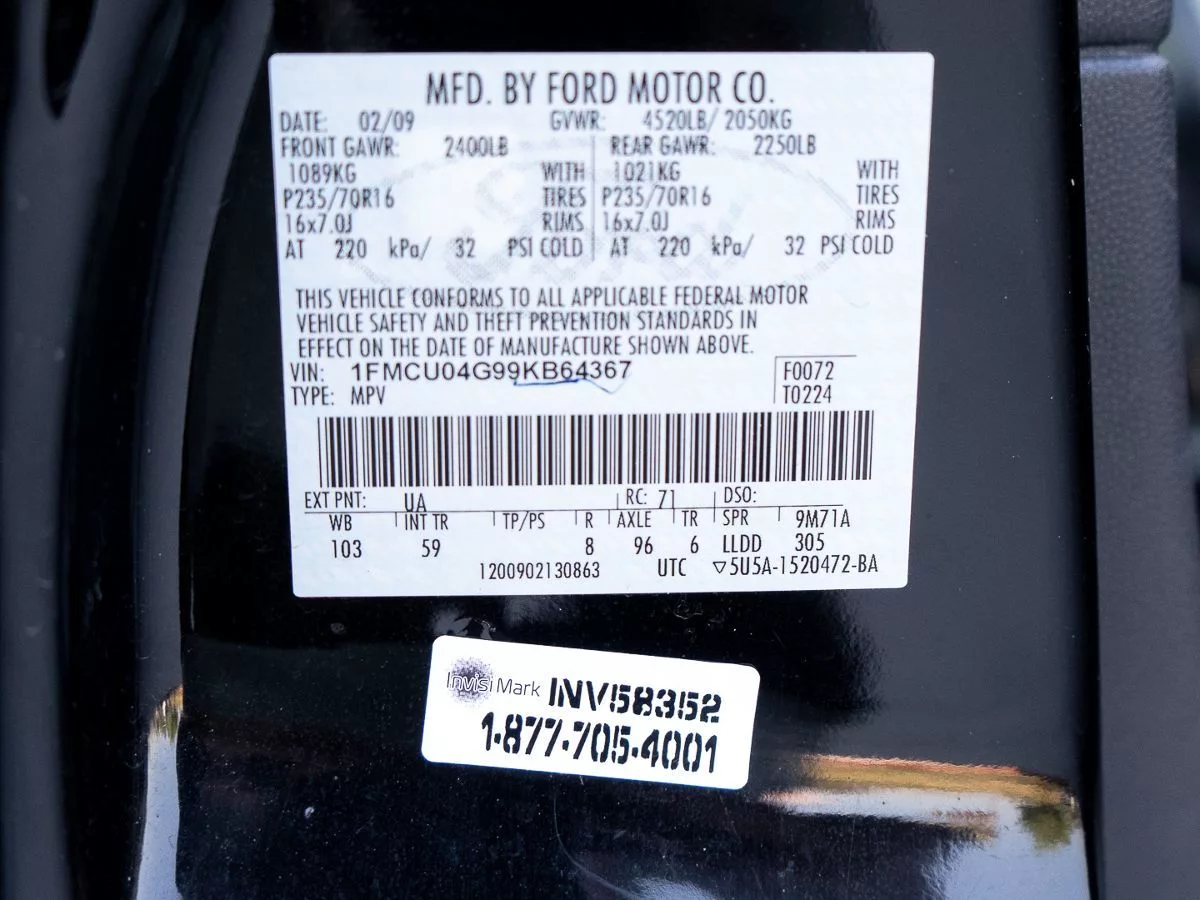 MFD. BY FORD MOTOR CO.
DATE: 02/09 GVWR: 4520LB/ 2050KG
FRONT GAWR: 2400LB REAR GAWR: 2250LB
1089KG WITH 1021KG WITH
P235/70R16 TIRES P235/70R16 TIRES
16x7.0J RIMS 16x7.0J RIMS
AT 220 kPa/ 32 PSI COLD AT 220 kPa/ 32 PSI COLD
THIS VEHICLE CONFORMS TO ALL APPLICABLE FEDERAL MOTOR
VEHICLE SAFETY AND THEFT PREVENTION STANDARDS IN
EFFECT ON THE DATE OF MANUFACTURE SHOWN ABOVE.
VIN: 1FMCU04G99KB64367 F0072
TYPE: MPV T0224
EXT PNT: UA RC: 71 DSO:
WB INT TR TP/PS R AXLE TR SPR 9M71A
103 59 8 96 6 LLDD 305
1200902130863 UTC ▽5U5A-1520472-BA
InvisiMark INV58352
1-877-705-4001